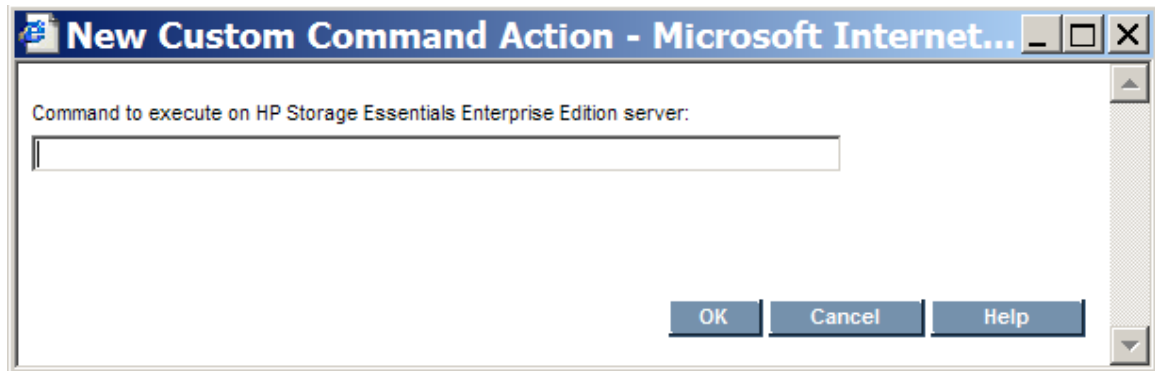 New Custom Command Action - Microsoft Internet...
Command to execute on HP Storage Essentials Enterprise Edition server:
OK Cancel Help